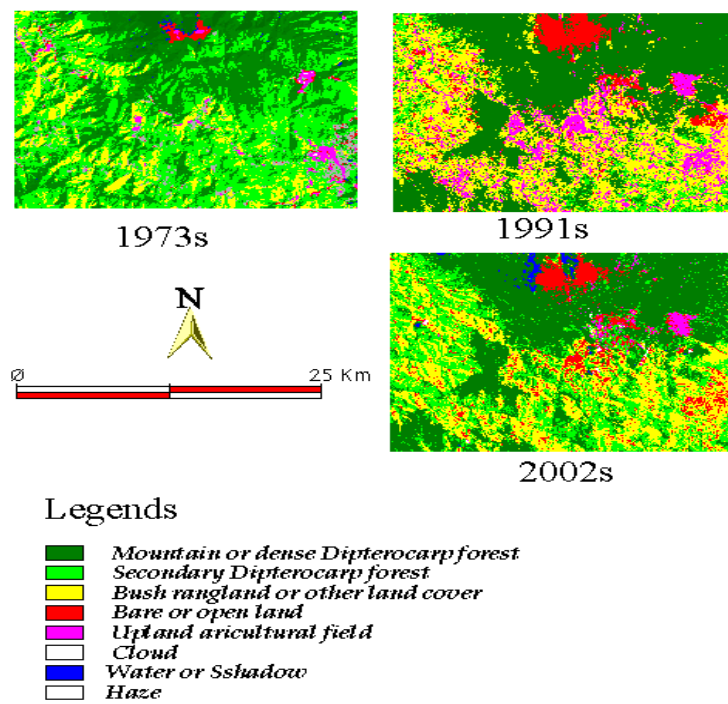 1973s
1991s
N
Ø 25 Km
2002s
Legends
Mountain or dense Dipterocarp forest
Secondary Dipterocarp forest
Bush rangland or other land cover
Bare or open land
Upland aricultural field
Cloud
Water or Sshadow
Haze